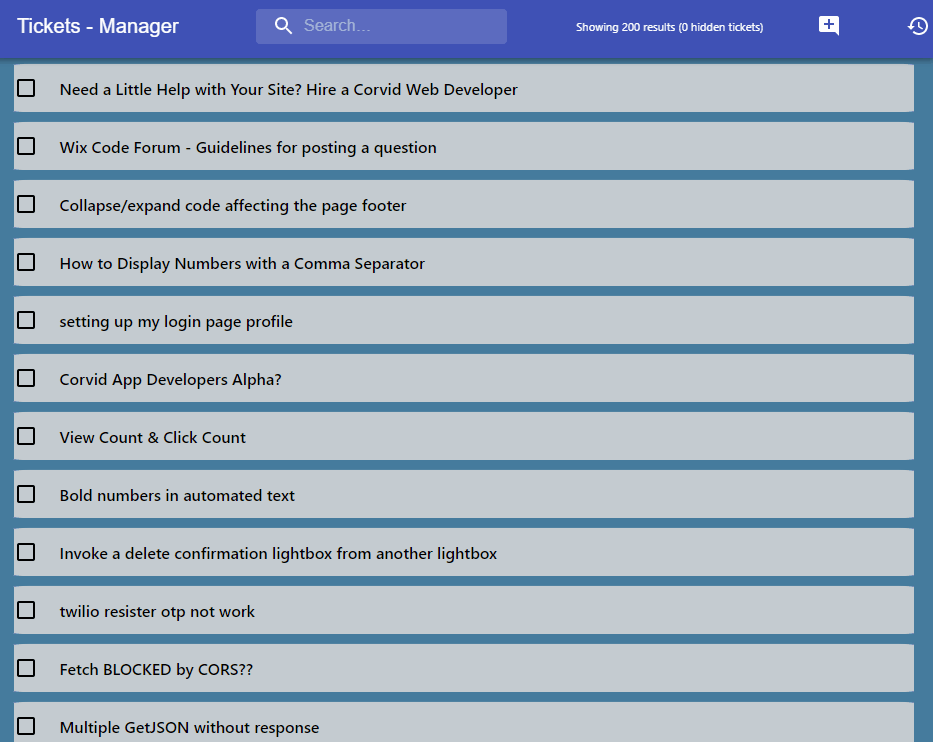 Tickets - Manager
Search...
Showing 200 results (0 hidden tickets)
Need a Little Help with Your Site? Hire a Corvid Web Developer
Wix Code Forum - Guidelines for posting a question
Collapse/expand code affecting the page footer
How to Display Numbers with a Comma Separator
setting up my login page profile
Corvid App Developers Alpha?
View Count & Click Count
Bold numbers in automated text
Invoke a delete confirmation lightbox from another lightbox
twilio resister otp not work
Fetch BLOCKED by CORS??
Multiple GetJSON without response